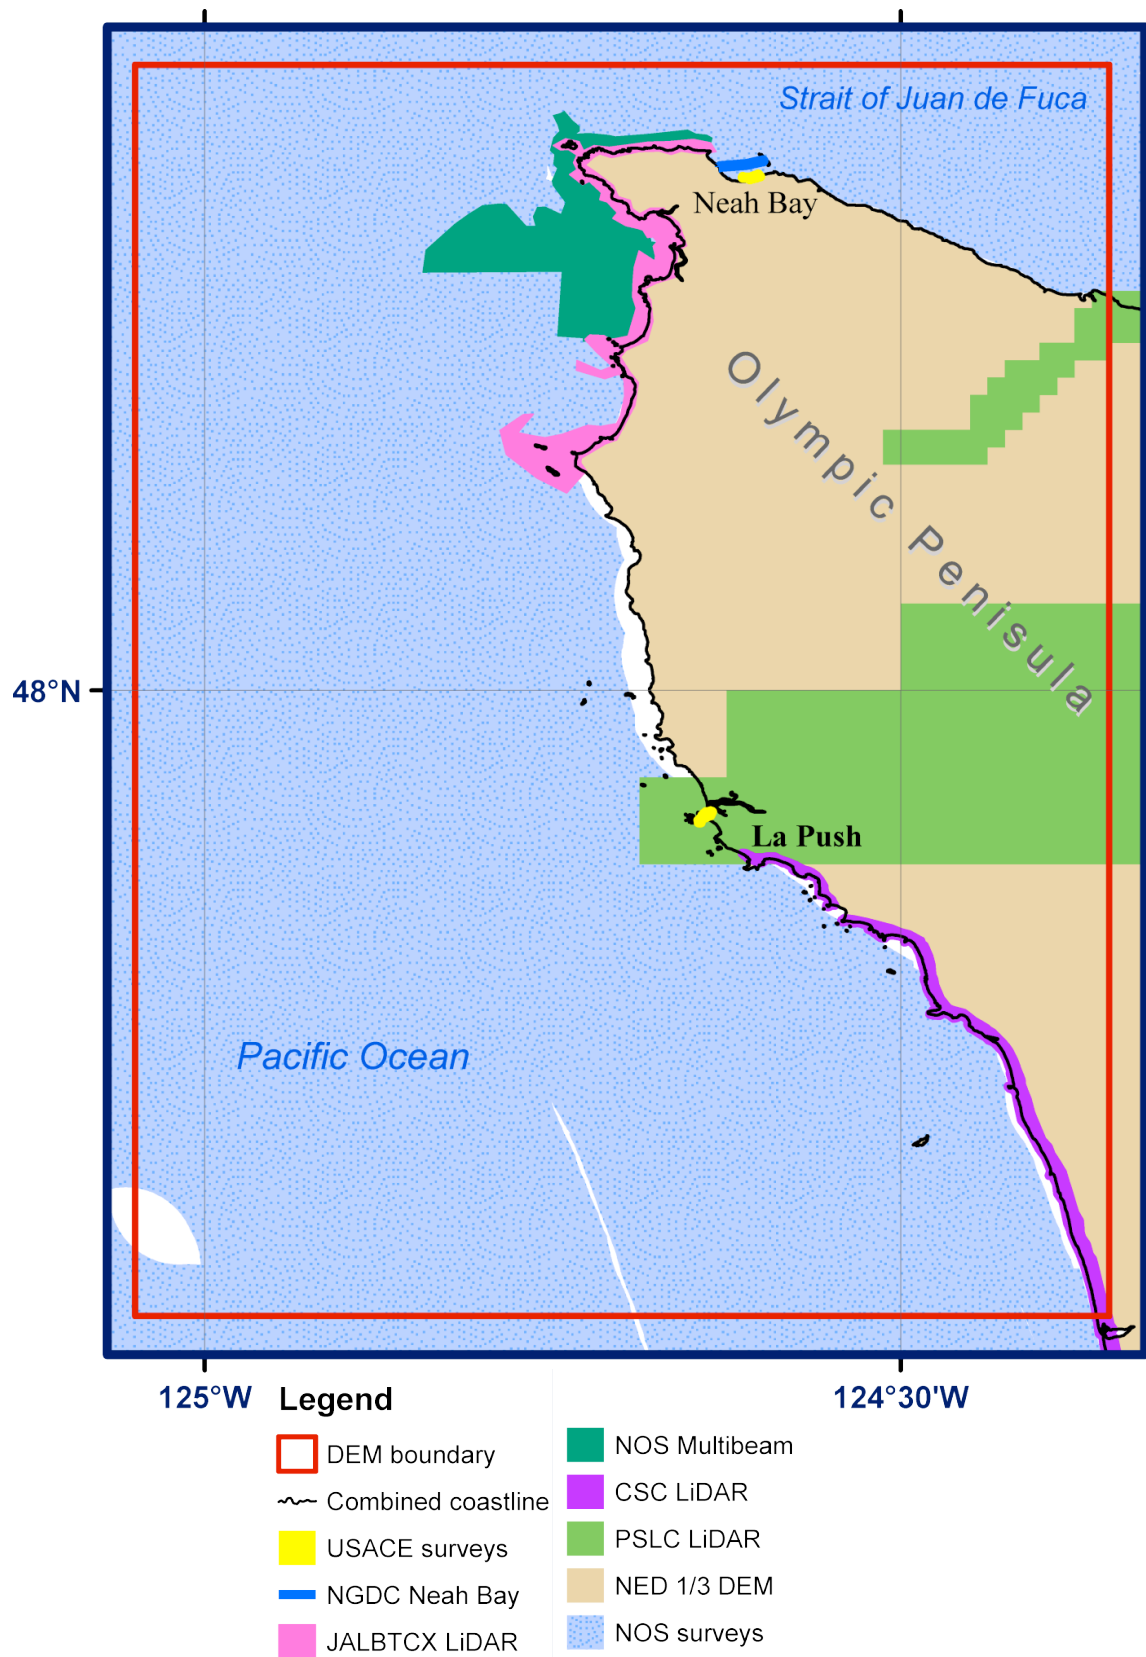 Strait of Juan de Fuca
Neah Bay
Olympic Penisula
48°N
La Push
Pacific Ocean
125°W
124°30'W
Legend
DEM boundary
Combined coastline
USACE surveys
NGDC Neah Bay
JALBTCX LiDAR
NOS Multibeam
CSC LiDAR
PSLC LiDAR
NED 1/3 DEM
NOS surveys